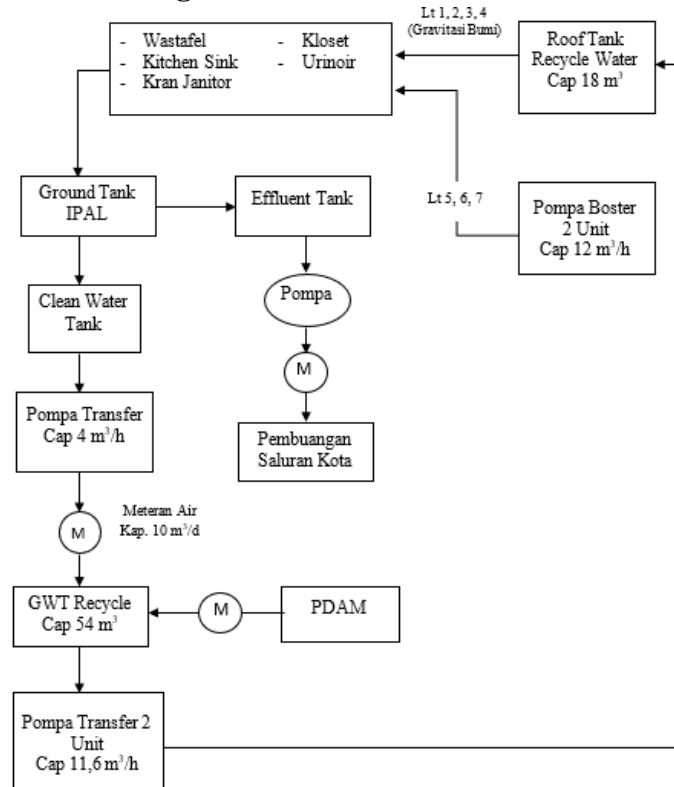 Lt 1, 2, 3, 4
(Gravitasi Bumi)
- Wastafel
- Kitchen Sink
- Kran Janitor
- Kloset
- Urinoir
Roof Tank
Recycle Water
Cap 18 m³
Ground Tank
IPAL
Effluent Tank
Lt 5, 6, 7
Pompa Boster
2 Unit
Cap 12 m³/h
Clean Water
Tank
Pompa
M
Pompa Transfer
Cap 4 m³/h
Pembuangan
Saluran Kota
M
Meteran Air
Kap. 10 m³/d
GWT Recycle
Cap 54 m³
M
PDAM
Pompa Transfer 2
Unit
Cap 11,6 m³/h